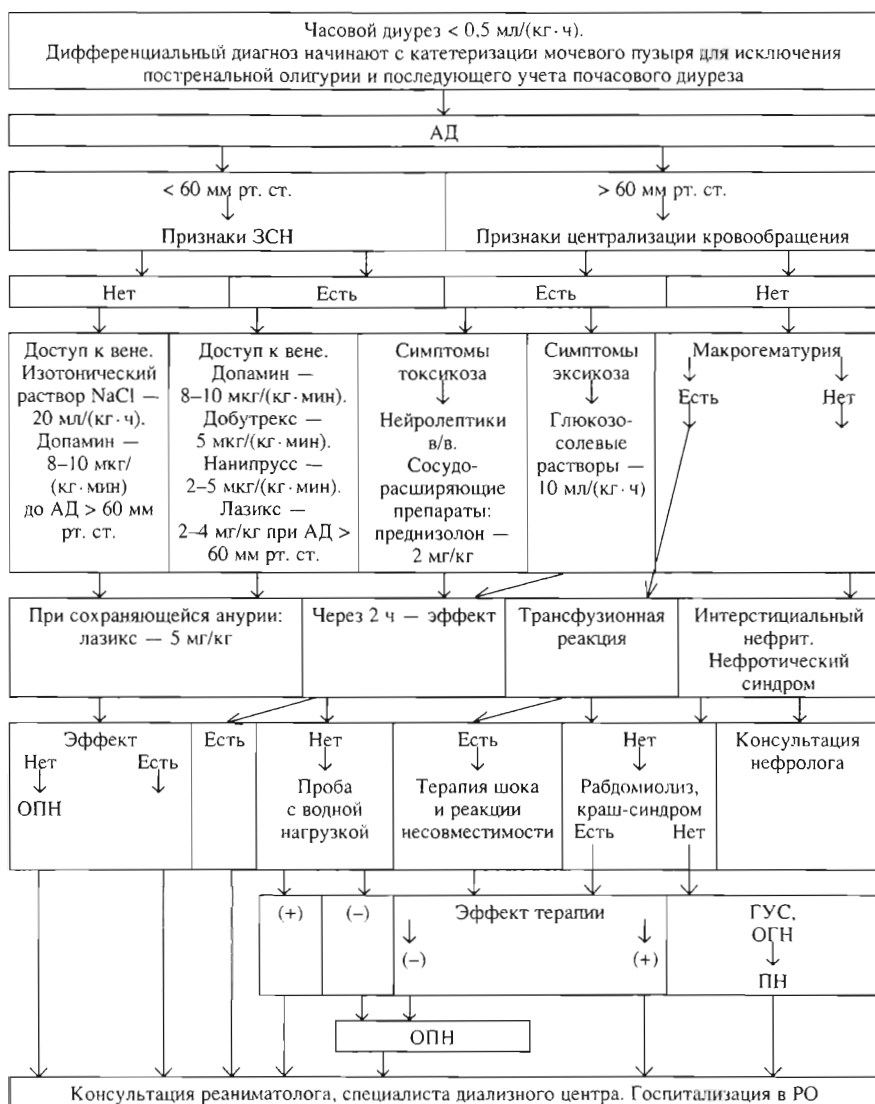 Часовой диурез < 0,5 мл/(кг·ч).
Дифференциальный диагноз начинают с катетеризации мочевого пузыря для исключения
постренальной олигурии и последующего учета почасового диуреза
АД
< 60 мм рт. ст.
Признаки ЗСН
> 60 мм рт. ст.
Признаки централизации кровообращения
Нет
Есть
Есть
Нет
Доступ к вене.
Изотонический
раствор NaCl —
20 мл/(кг·ч).
Допамин —
8–10 мкг/
(кг·мин)
до АД > 60 мм
рт. ст.
Доступ к вене.
Допамин —
8–10 мкг/(кг·мин).
Добутрекс —
5 мкг/(кг·мин).
Нанипрусс —
2–5 мкг/(кг·мин).
Лазикс —
2–4 мг/кг при АД >
60 мм рт. ст.
Симптомы
токсикоза
Нейролептики
в/в.
Сосудо-
расширяющие
препараты:
преднизолон —
2 мг/кг
Симптомы
эксикоза
Глюкозо-
солевые
растворы —
10 мл/(кг·ч)
Макрогематурия
Есть
Нет
При сохраняющейся анурии:
лазикс — 5 мг/кг
Через 2 ч — эффект
Трансфузионная
реакция
Интерстициальный
нефрит.
Нефротический
синдром
Эффект
Нет
Есть
ОПН
Есть
Нет
Проба
с водной
нагрузкой
Есть
Терапия шока
и реакции
несовместимости
Нет
Рабдомиолиз,
краш-синдром
Есть
Нет
Консультация
нефролога
(+)
(–)
Эффект терапии
(–)
(+)
ГУС,
ОГН
ПН
ОПН
Консультация реаниматолога, специалиста диализного центра. Госпитализация в РО